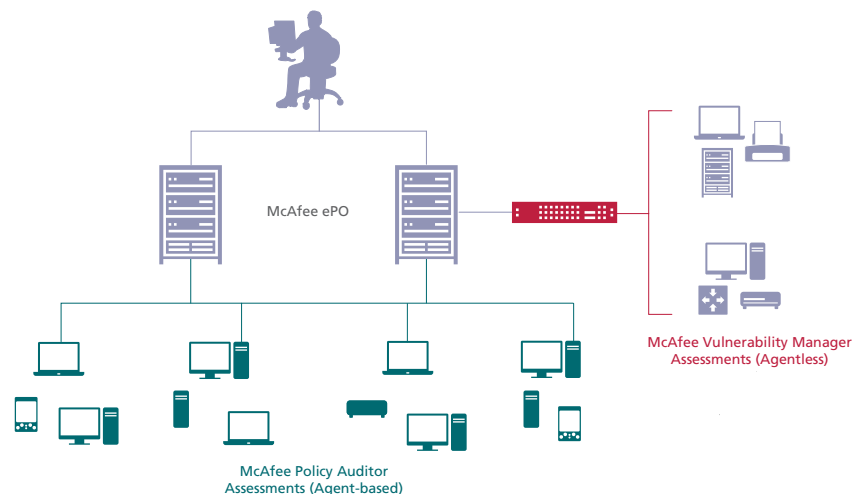 McAfee ePO
McAfee Vulnerability Manager
Assessments (Agentless)
McAfee Policy Auditor
Assessments (Agent-based)